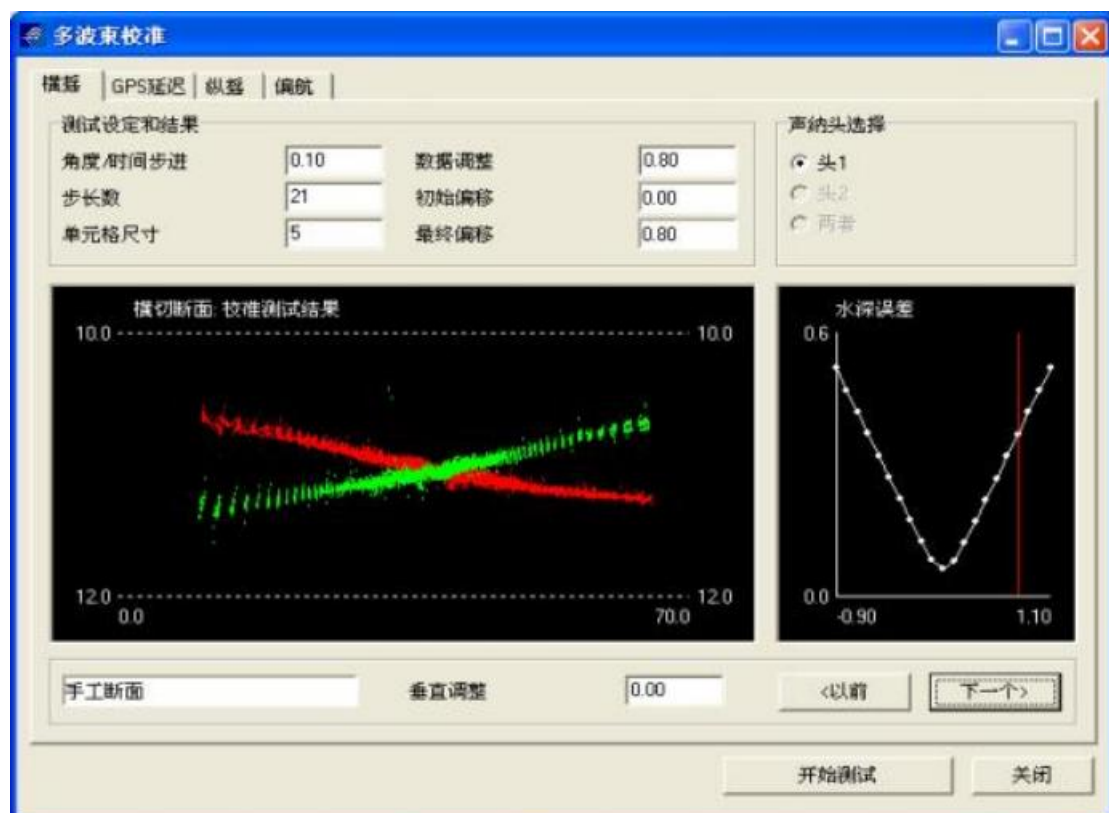 多波束校准
横摇 GPS延迟 纵摇 偏航
测试设定和结果
角度/时间步进 0.10 数据调整 0.80
步长数 21 初始偏移 0.00
单元格尺寸 5 最终偏移 0.80
声纳头选择
头1
头2
两者
横切断面: 校准测试结果
10.0 10.0
12.0 12.0
0.0 70.0
水深误差
0.6
0.0
-0.90 1.10
手工断面 垂直调整 0.00 <以前 下一个>
开始测试 关闭